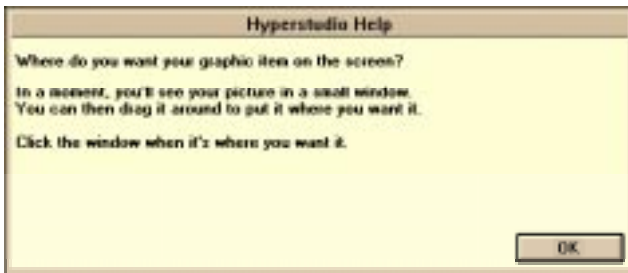 Hyperstudio Help
Where do you want your graphic item on the screen?
In a moment, you'll see your picture in a small window.
You can then drag it around to put it where you want it.
Click the window when it's where you want it.
OK